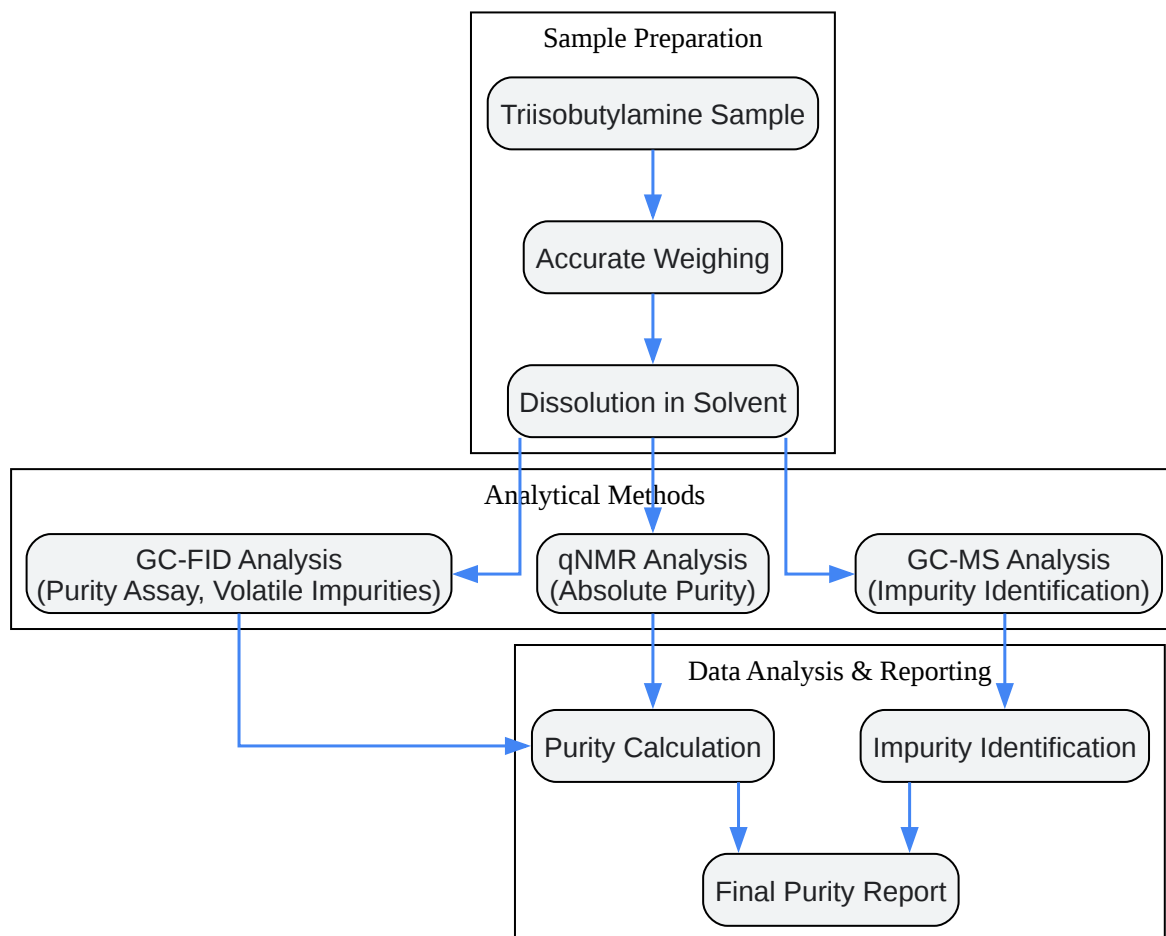 Sample Preparation
Triisobutylamine Sample
Accurate Weighing
Dissolution in Solvent
Analytical Methods
GC-FID Analysis
(Purity Assay, Volatile Impurities)
qNMR Analysis
(Absolute Purity)
GC-MS Analysis
(Impurity Identification)
Data Analysis & Reporting
Purity Calculation
Impurity Identification
Final Purity Report